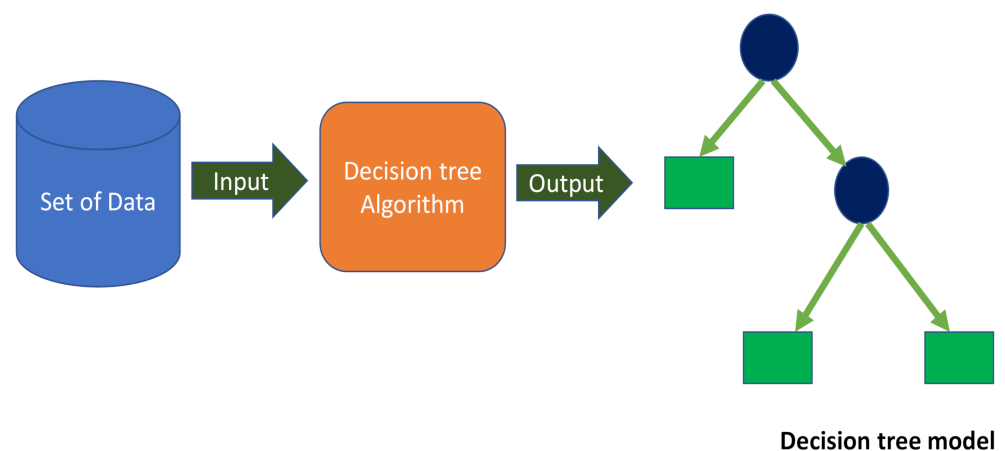 Set of Data
Input
Decision tree
Algorithm
Output
Decision tree model